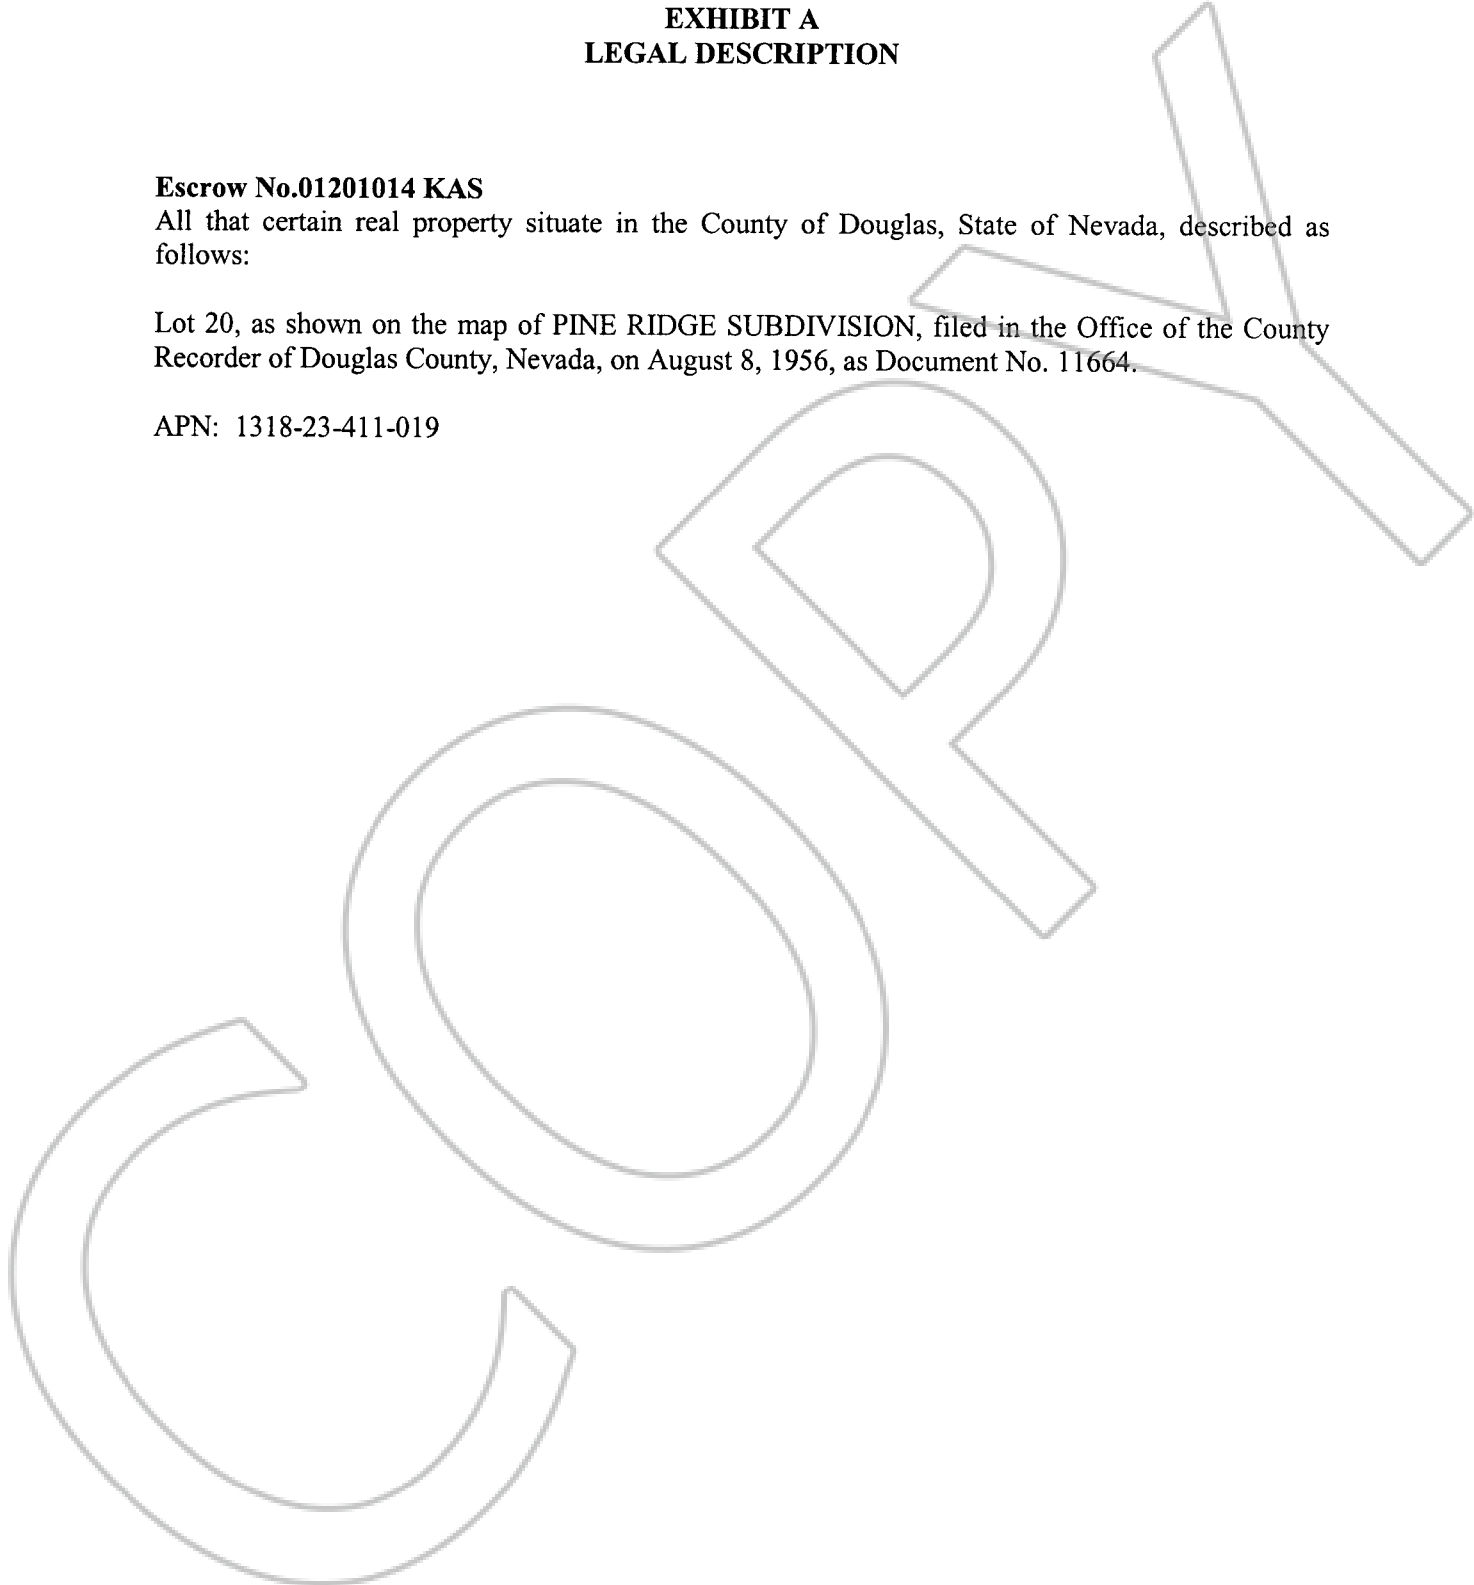 EXHIBIT A
LEGAL DESCRIPTION
Escrow No.01201014 KAS
All that certain real property situate in the County of Douglas, State of Nevada, described as
follows:
Lot 20, as shown on the map of PINE RIDGE SUBDIVISION, filed in the Office of the County
Recorder of Douglas County, Nevada, on August 8, 1956, as Document No. 11664.
APN: 1318-23-411-019
COPY